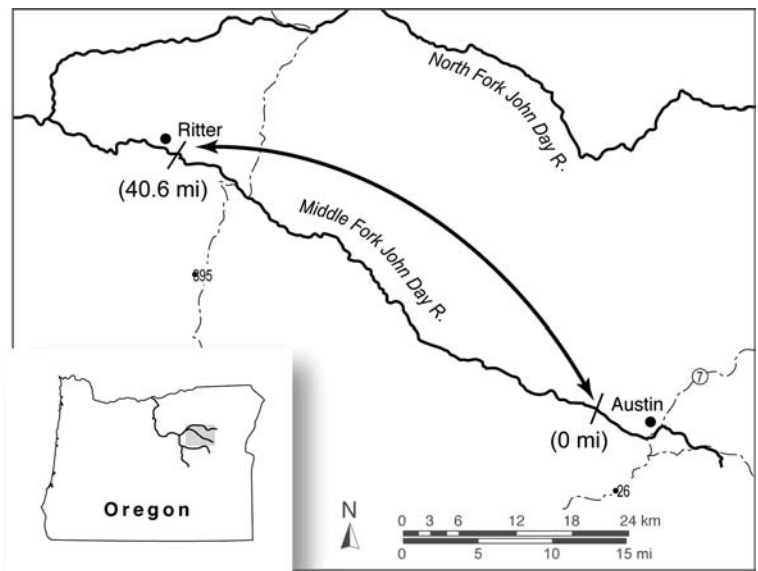 North Fork John Day R.
Ritter
(40.6 mi)
Middle Fork John Day R.
395
7
Austin
(0 mi)
26
Oregon
N
0 3 6 12 18 24 km
0 5 10 15 mi